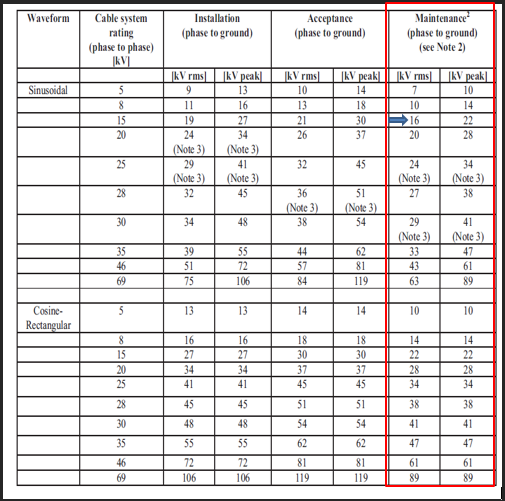 Waveform Cable system rating (phase to phase) [kV] Installation (phase to ground) Acceptance (phase to ground) Maintenance² (phase to ground) (see Note 2)
[kV rms] [kV peak] [kV rms] [kV peak] [kV rms] [kV peak]
Sinusoidal 5 9 13 10 14 7 10
8 11 16 13 18 10 14
15 19 27 21 30 16 22
20 24 (Note 3) 34 (Note 3) 26 37 20 28
25 29 (Note 3) 41 (Note 3) 32 45 24 (Note 3) 34 (Note 3)
28 32 45 36 (Note 3) 51 (Note 3) 27 38
30 34 48 38 54 29 (Note 3) 41 (Note 3)
35 39 55 44 62 33 47
46 51 72 57 81 43 61
69 75 106 84 119 63 89
Cosine-Rectangular 5 13 13 14 14 10 10
8 16 16 18 18 14 14
15 27 27 30 30 22 22
20 34 34 37 37 28 28
25 41 41 45 45 34 34
28 45 45 51 51 38 38
30 48 48 54 54 41 41
35 55 55 62 62 47 47
46 72 72 81 81 61 61
69 106 106 119 119 89 89